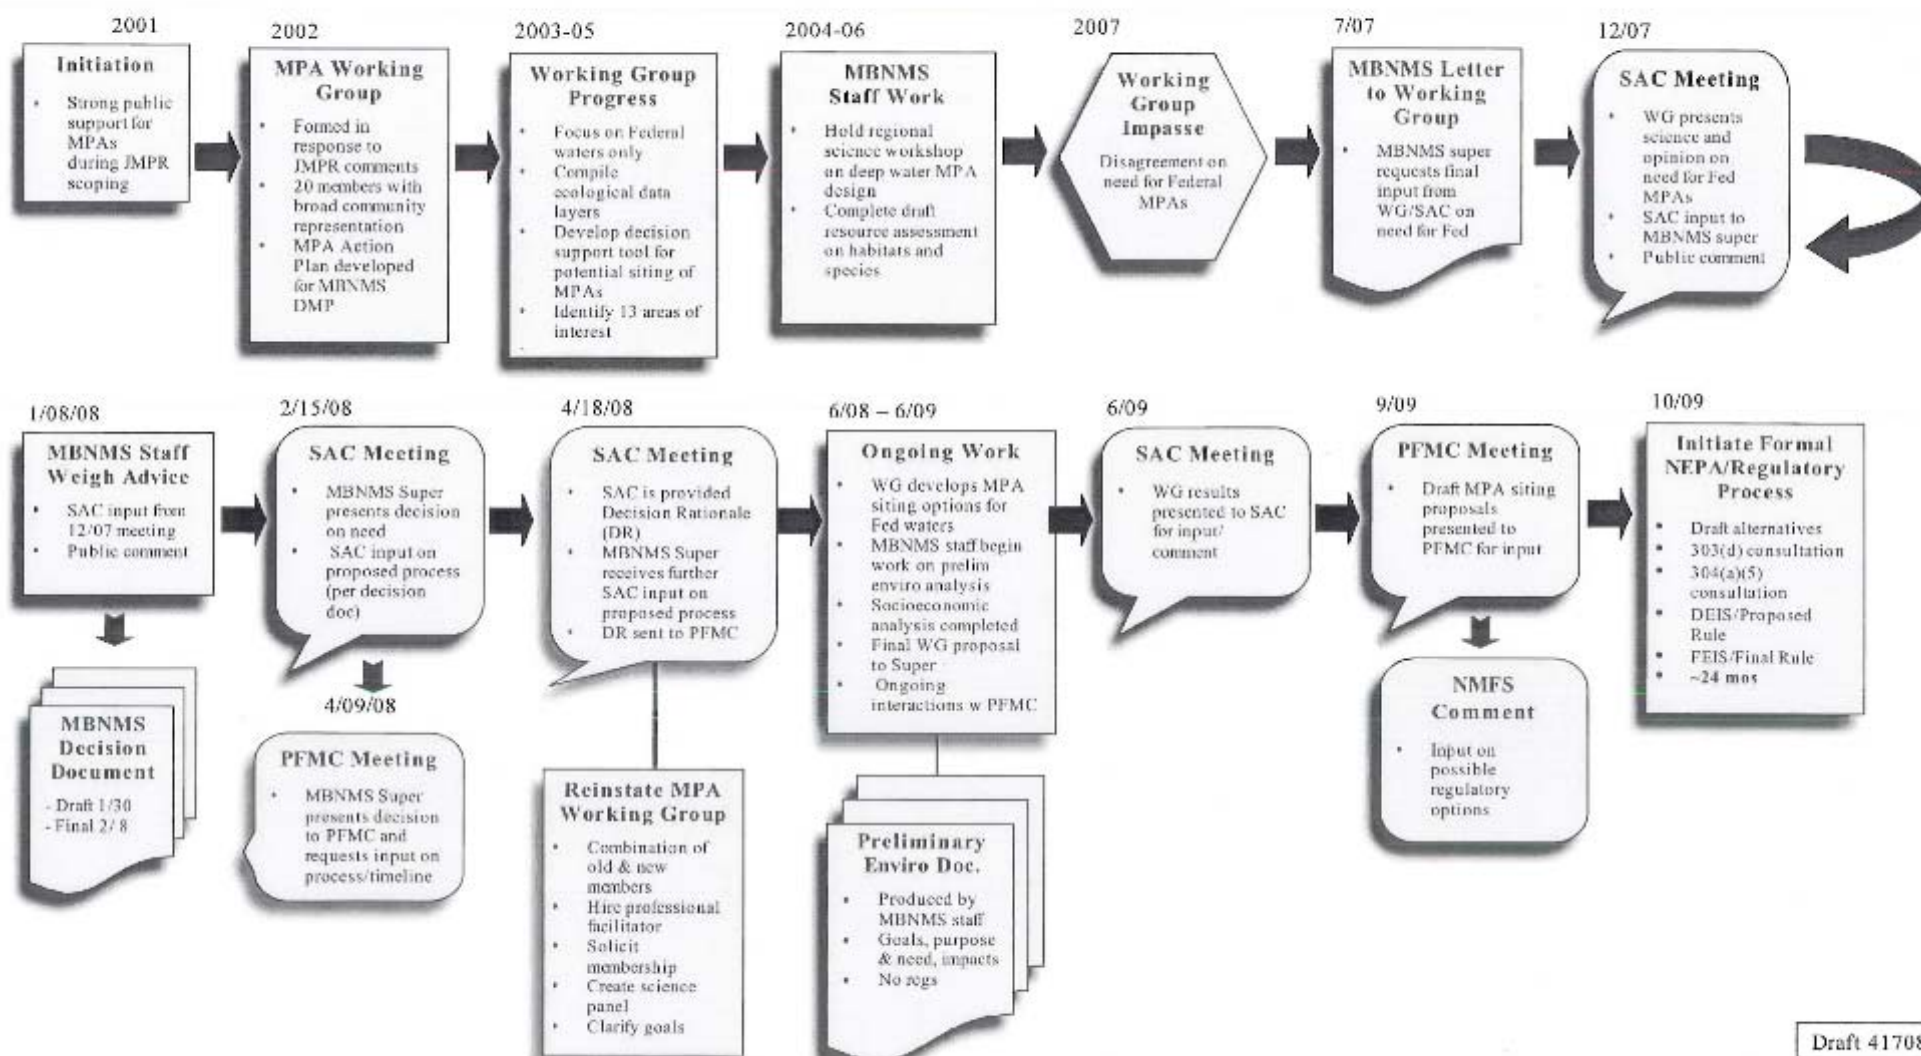 2001
Initiation
• Strong public
support for
MPAs
during JMPR
scoping
2002
MPA Working
Group
• Formed in
response to
JMPR comments
• 20 members with
broad community
representation
• MPA Action
Plan developed
for MBNMS
DMP
2003-05
Working Group
Progress
• Focus on Federal
waters only
• Compile
ecological data
layers
• Develop decision
support tool for
potential siting of
MPAs
• Identify 13 areas of
interest
2004-06
MBNMS
Staff Work
• Hold regional
science workshop
on deep water MPA
design
• Complete draft
resource assessment
on habitats and
species
2007
Working
Group
Impasse
Disagreement on
need for Federal
MPAs
7/07
MBNMS Letter
to Working
Group
• MBNMS super
requests final
input from
WG/SAC on
need for Fed
12/07
SAC Meeting
• WG presents
science and
opinion on
need for Fed
MPAs
• SAC input to
MBNMS super
• Public comment
1/08/08
MBNMS Staff
Weigh Advice
• SAC input from
12/07 meeting
• Public comment
MBNMS
Decision
Document
- Draft 1/30
- Final 2/ 8
2/15/08
SAC Meeting
• MBNMS Super
presents decision
on need
• SAC input on
proposed process
(per decision
doc)
4/09/08
PFMC Meeting
• MBNMS Super
presents decision
to PFMC and
requests input on
process/timeline
4/18/08
SAC Meeting
• SAC is provided
Decision Rationale
(DR)
• MBNMS Super
receives further
SAC input on
proposed process
• DR sent to PFMC
Reinstate MPA
Working Group
• Combination of
old & new
members
• Hire professional
facilitator
• Solicit
membership
• Create science
panel
• Clarify goals
6/08 – 6/09
Ongoing Work
• WG develops MPA
siting options for
Fed waters
• MBNMS staff begin
work on prelim
enviro analysis
• Socioeconomic
analysis completed
• Final WG proposal
to Super
• Ongoing
interactions w PFMC
Preliminary
Enviro Doc.
• Produced by
MBNMS staff
• Goals, purpose
& need, impacts
• No regs
6/09
SAC Meeting
• WG results
presented to SAC
for input/
comment
9/09
PFMC Meeting
• Draft MPA siting
proposals
presented to
PFMC for input
NMFS
Comment
• Input on
possible
regulatory
options
10/09
Initiate Formal
NEPA/Regulatory
Process
• Draft alternatives
• 303(d) consultation
• 304(a)(5)
consultation
• DEIS/Proposed
Rule
• FEIS/Final Rule
• ~24 mos
Draft 41708